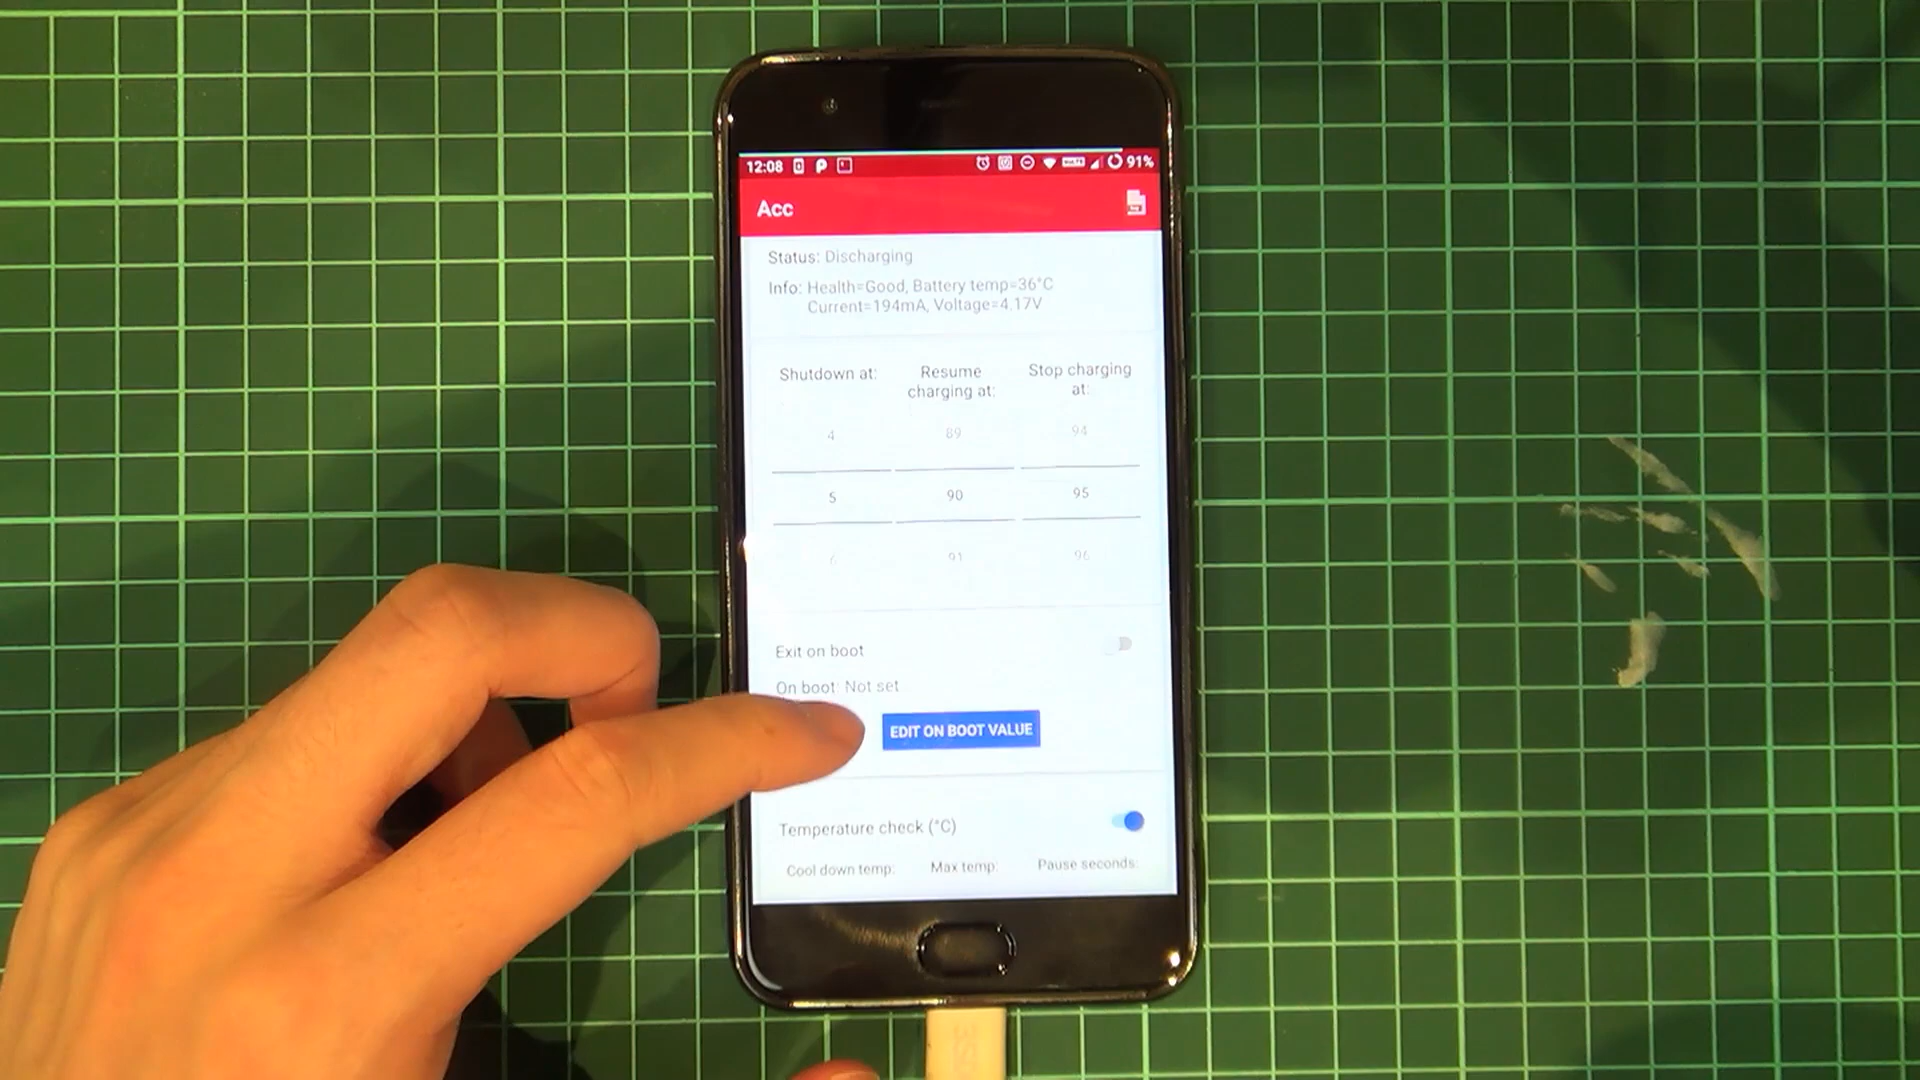 12:08 91%
Acc
Status: Discharging
Info: Health=Good, Battery temp=36°C
Current=194mA, Voltage=4.17V
Shutdown at: Resume charging at: Stop charging at:
4 89 94
5 90 95
6 91 96
Exit on boot
On boot: Not set
EDIT ON BOOT VALUE
Temperature check (°C)
Cool down temp: Max temp: Pause seconds: